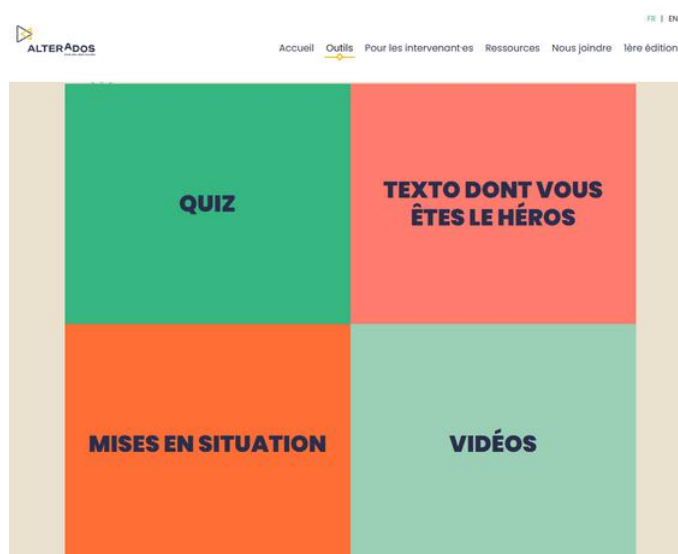 FR | EN
ALTERADOS
Accueil Outils Pour les intervenant·es Ressources Nous joindre 1ère édition
QUIZ
TEXTO DONT VOUS
ÊTES LE HÉROS
MISES EN SITUATION
VIDÉOS